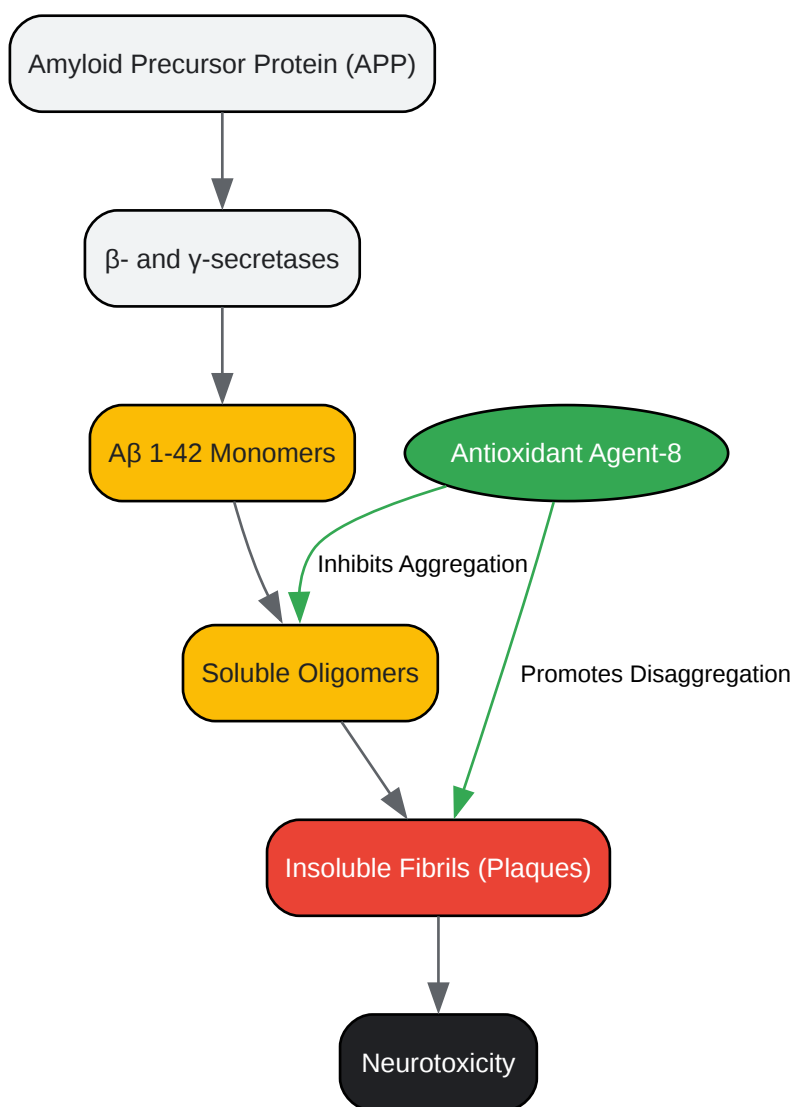 Amyloid Precursor Protein (APP)
β- and γ-secretases
Aβ 1-42 Monomers
Antioxidant Agent-8
Inhibits Aggregation
Soluble Oligomers
Promotes Disaggregation
Insoluble Fibrils (Plaques)
Neurotoxicity